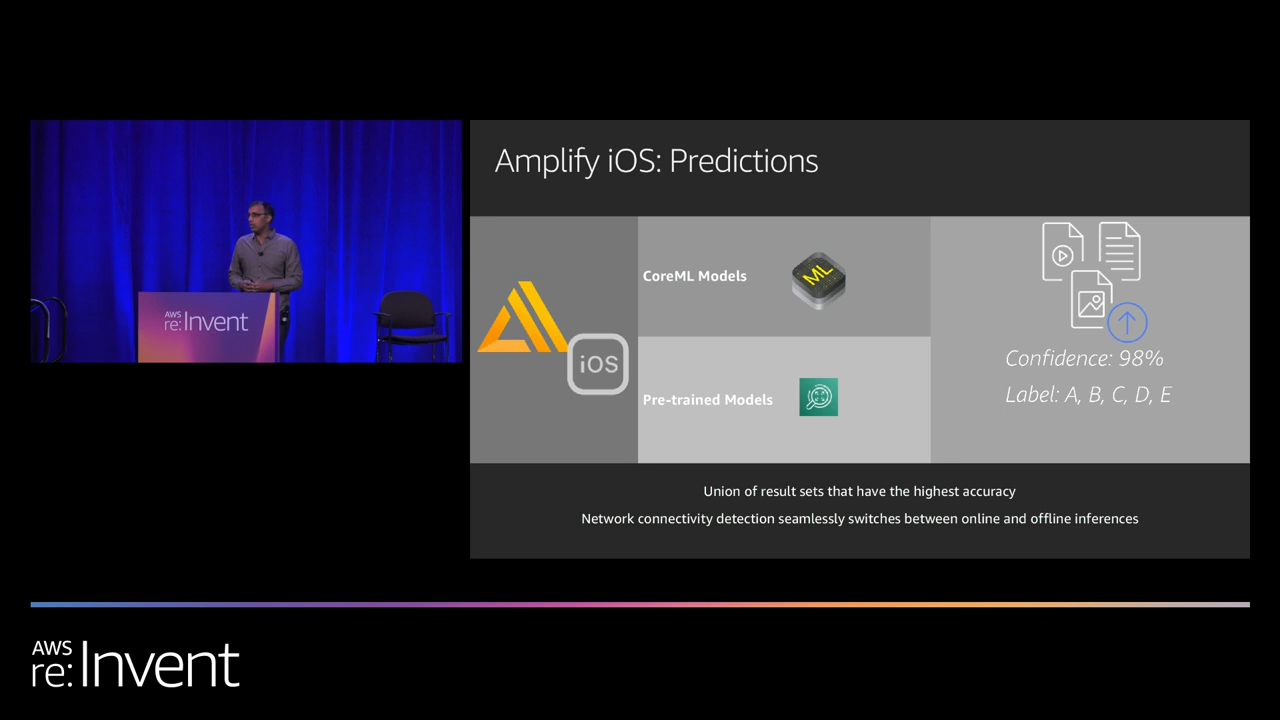 Amplify iOS: Predictions
CoreML Models
ML
iOS
Pre-trained Models
Confidence: 98%
Label: A, B, C, D, E
Union of result sets that have the highest accuracy
Network connectivity detection seamlessly switches between online and offline inferences
AWS
re:Invent
AWS
re:Invent